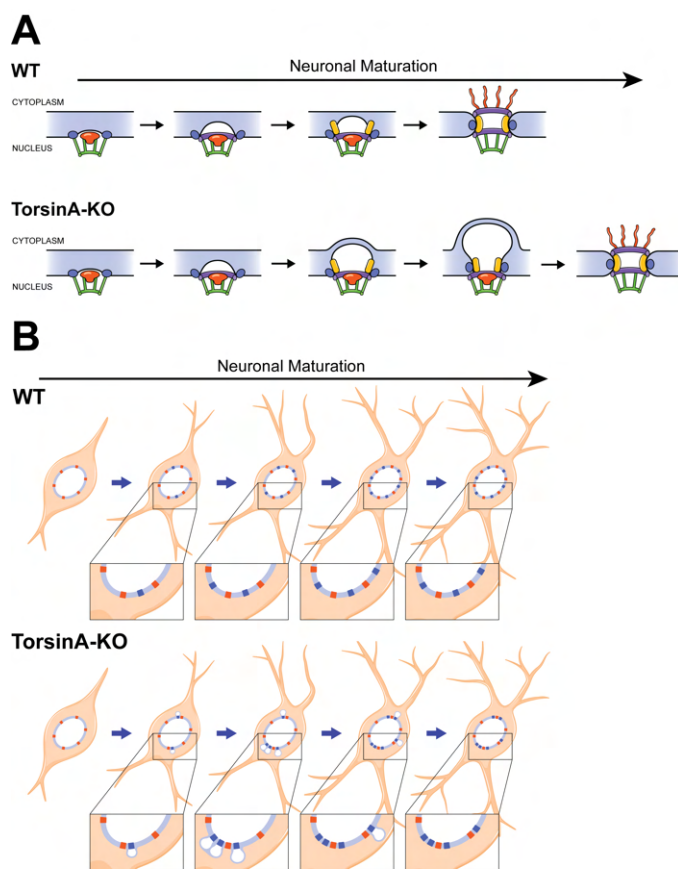 A
WT
Neuronal Maturation
CYTOPLASM
NUCLEUS
TorsinA-KO
CYTOPLASM
NUCLEUS
B
Neuronal Maturation
WT
TorsinA-KO